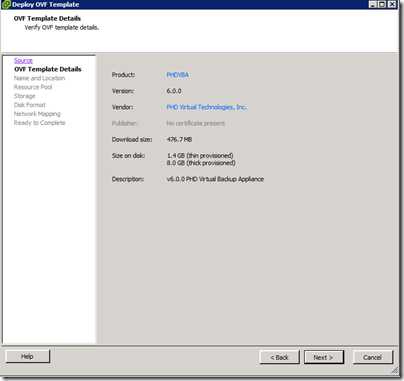 Deploy OVF Template
OVF Template Details
Verify OVF template details.
Source
OVF Template Details
Name and Location
Resource Pool
Storage
Disk Format
Network Mapping
Ready to Complete
Product: PHDVBA
Version: 6.0.0
Vendor: PHD Virtual Technologies, Inc.
Publisher: No certificate present
Download size: 476.7 MB
Size on disk: 1.4 GB (thin provisioned)
8.0 GB (thick provisioned)
Description: v6.0.0 PHD Virtual Backup Appliance
Help
< Back
Next >
Cancel